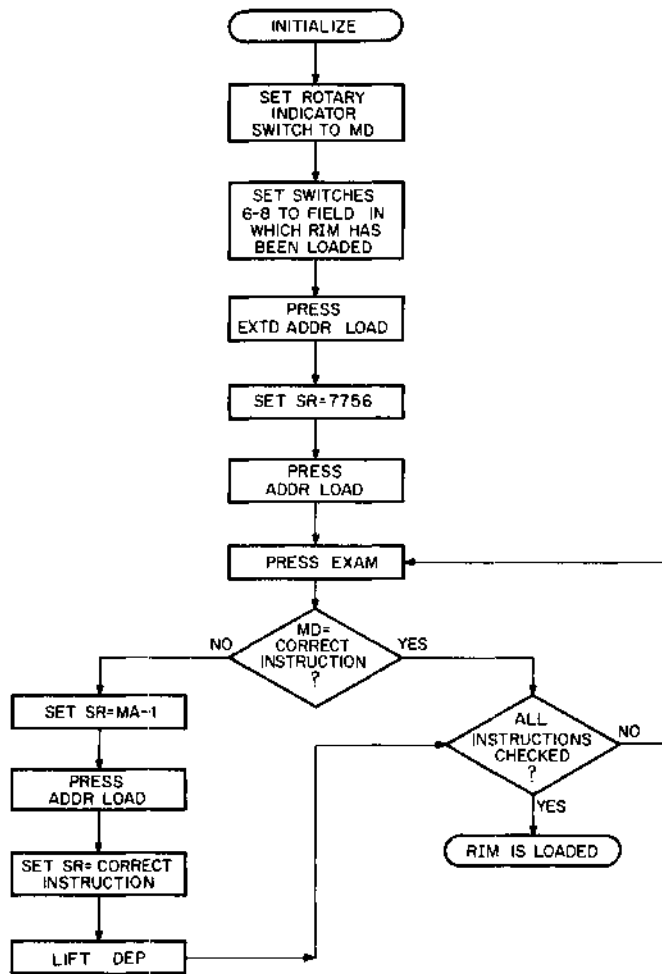 INITIALIZE
SET ROTARY
INDICATOR
SWITCH TO MD
SET SWITCHES
6-8 TO FIELD IN
WHICH RIM HAS
BEEN LOADED
PRESS
EXTD ADDR LOAD
SET SR=7756
PRESS
ADDR LOAD
PRESS EXAM
MD=
CORRECT
INSTRUCTION
?
NO
YES
SET SR=MA-1
PRESS
ADDR LOAD
SET SR=CORRECT
INSTRUCTION
LIFT DEP
ALL
INSTRUCTIONS
CHECKED
?
NO
YES
RIM IS LOADED